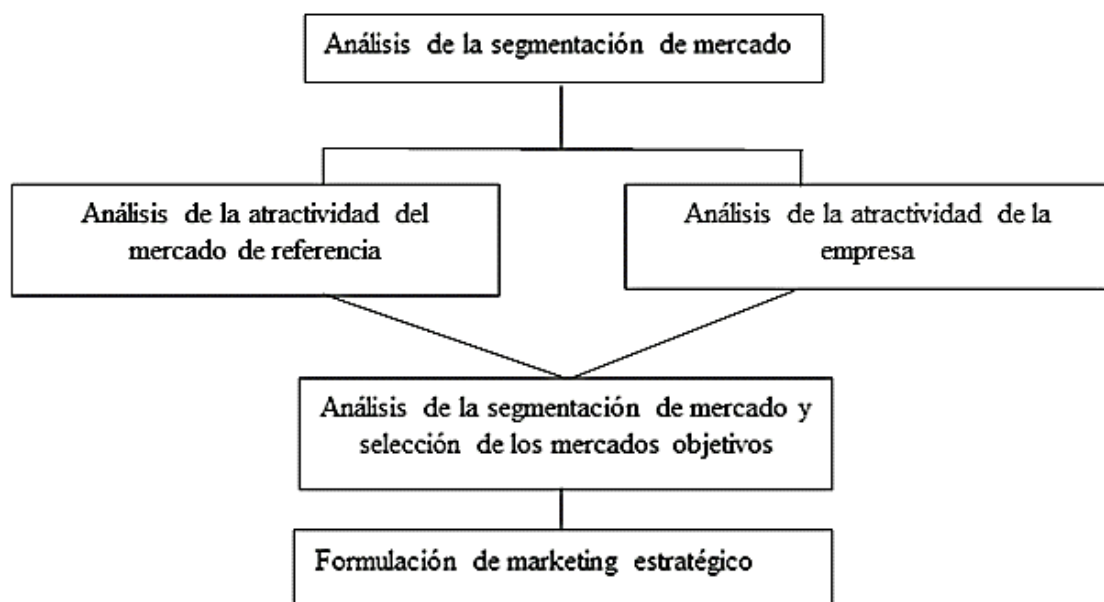 Análisis de la segmentación de mercado
Análisis de la atractividad del
mercado de referencia
Análisis de la atractividad de la
empresa
Análisis de la segmentación de mercado y
selección de los mercados objetivos
Formulación de marketing estratégico